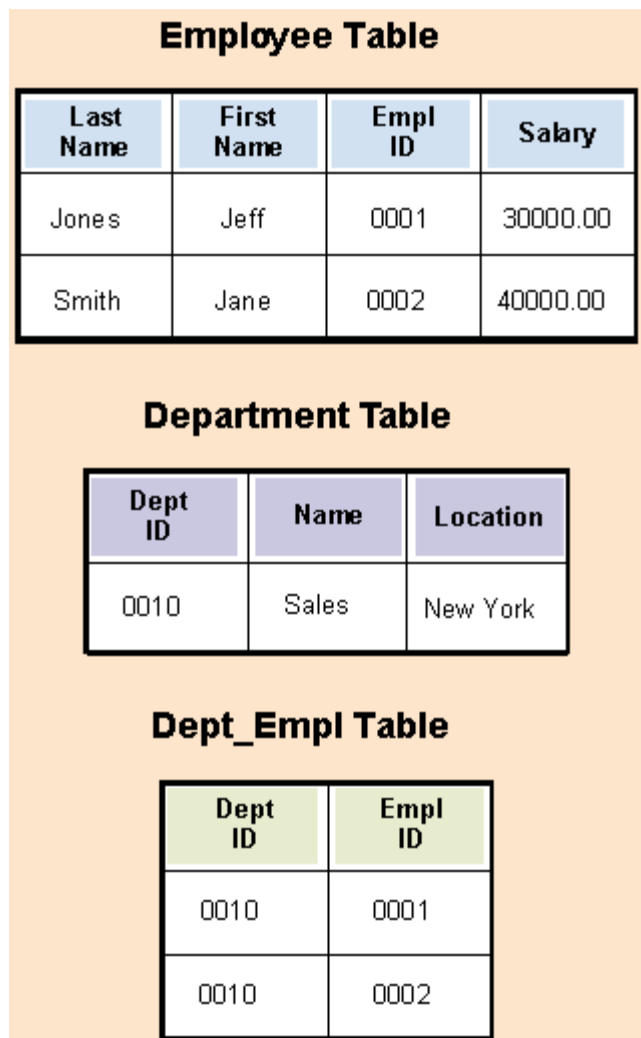 Employee Table
Last Name First Name Empl ID Salary
Jones Jeff 0001 30000.00
Smith Jane 0002 40000.00
Department Table
Dept ID Name Location
0010 Sales New York
Dept_Empl Table
Dept ID Empl ID
0010 0001
0010 0002